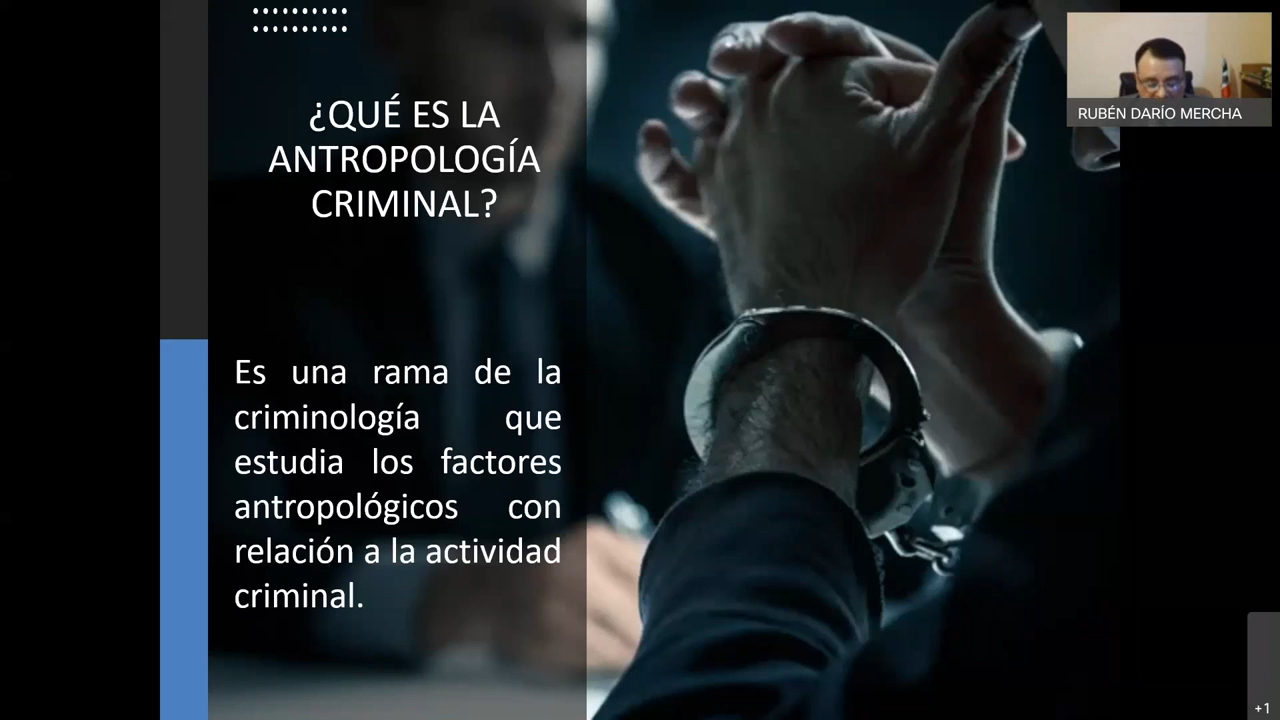 ¿QUÉ ES LA
ANTROPOLOGÍA
CRIMINAL?
Es una rama de la
criminología que
estudia los factores
antropológicos con
relación a la actividad
criminal.
RUBÉN DARÍO MERCHA
+1